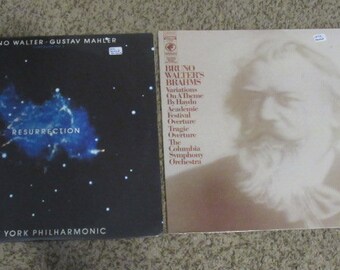 NO WALTER · GUSTAV MAHLER
RESURRECTION
YORK PHILHARMONIC
BRUNO
WALTER'S
BRAHMS
Variations
On A Theme
By Haydn
Academic
Festival
Overture
Tragic
Overture
The
Columbia
Symphony
Orchestra